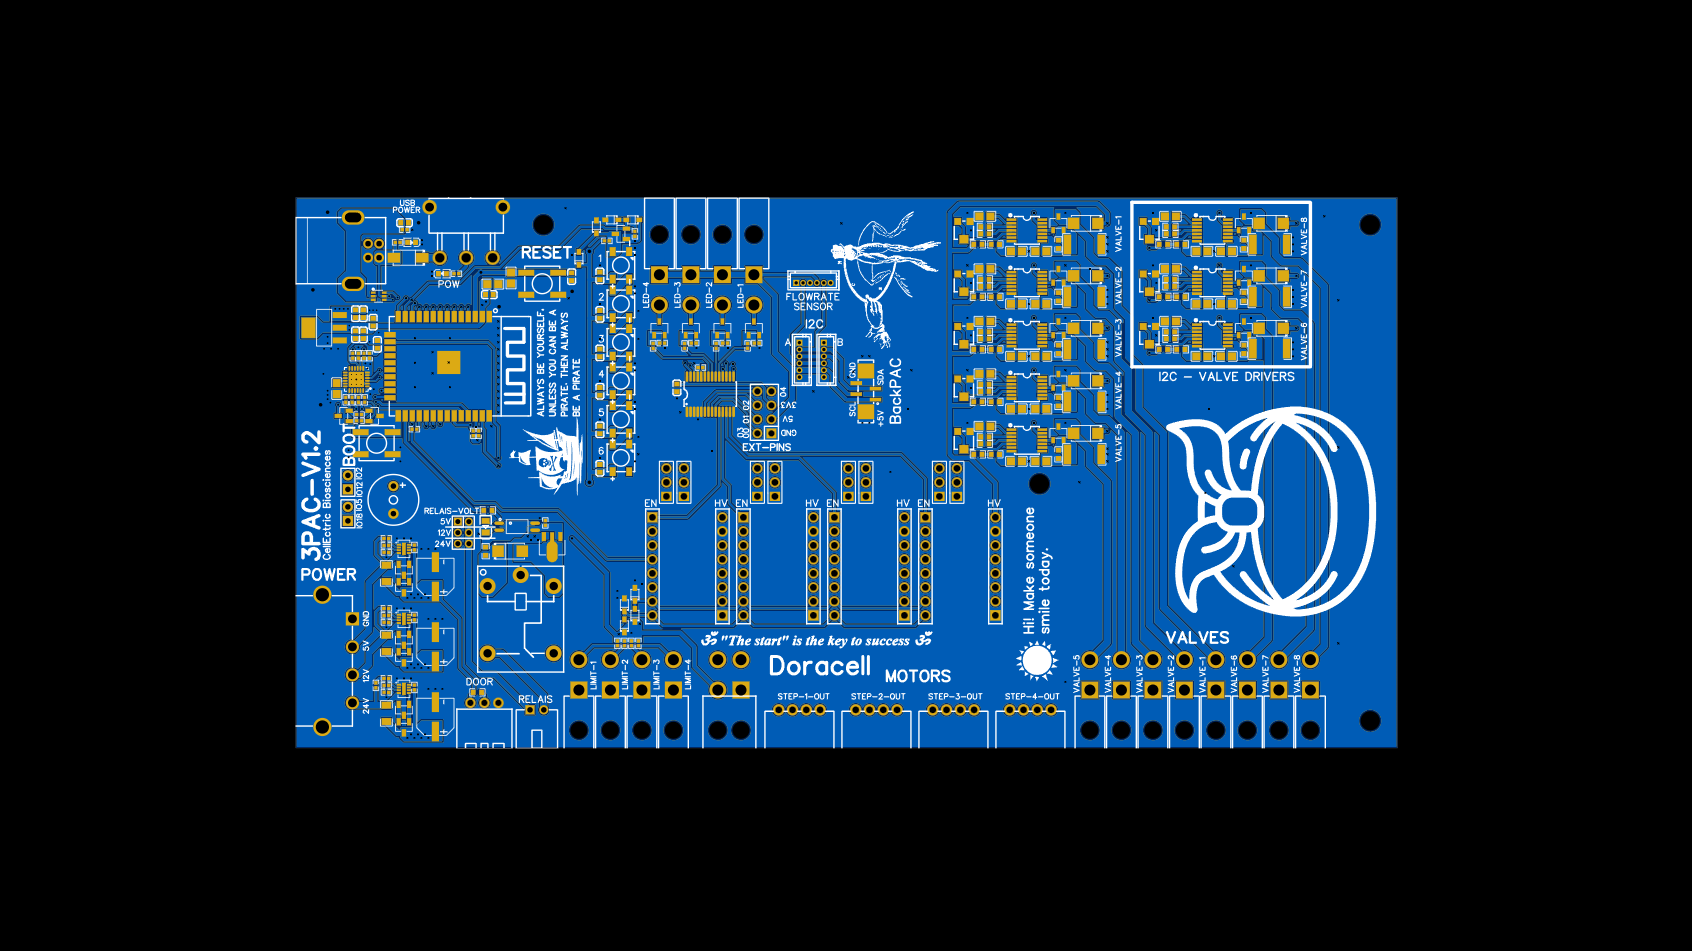 USB
POWER
POW
RESET
1
2
3
4
5
6
ALWAYS BE YOURSELF.
UNLESS YOU CAN BE A
PIRATE. THEN ALWAYS
BE A PIRATE
LED-4
LED-3
LED-2
LED-1
FLOWRATE
SENSOR
I2C
A
B
GND
SDA
SCL
+5V
BackPAC
04
3V3
5V
GND
02
01
00
03
EXT-PINS
VALVE-1
VALVE-2
VALVE-3
VALVE-4
VALVE-5
VALVE-8
VALVE-7
VALVE-6
I2C - VALVE DRIVERS
3PAC-V1.2
CellEctric Biosciences
BOOT
IO2
IO12
IO5
IO18
+
RELAIS-VOLT
5V
12V
24V
POWER
GND
5V
12V
24V
DOOR
RELAIS
EN
HV
EN
HV
EN
HV
EN
HV
Hi! Make someone
smile today.
ॐ "The start" is the key to success ॐ
Doracell
MOTORS
LIMIT-1
LIMIT-2
LIMIT-3
LIMIT-4
STEP-1-OUT
STEP-2-OUT
STEP-3-OUT
STEP-4-OUT
VALVES
VALVE-5
VALVE-4
VALVE-3
VALVE-2
VALVE-1
VALVE-6
VALVE-7
VALVE-8